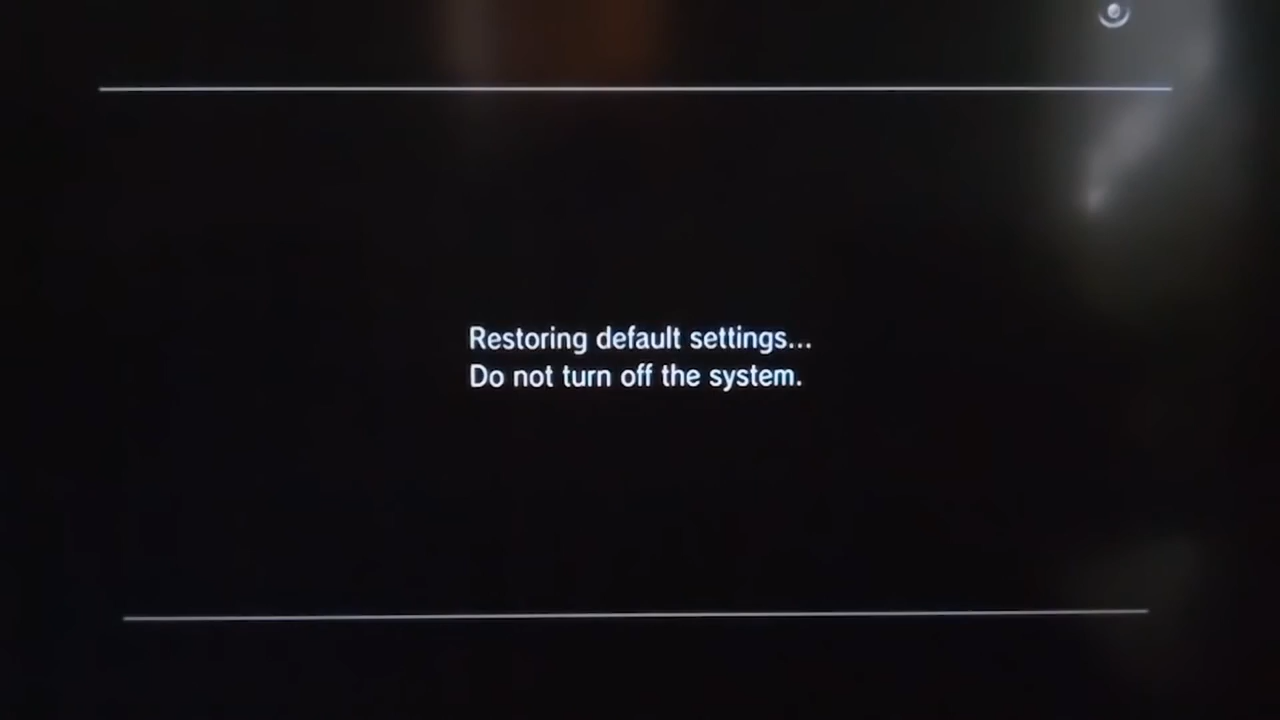 Restoring default settings...
Do not turn off the system.